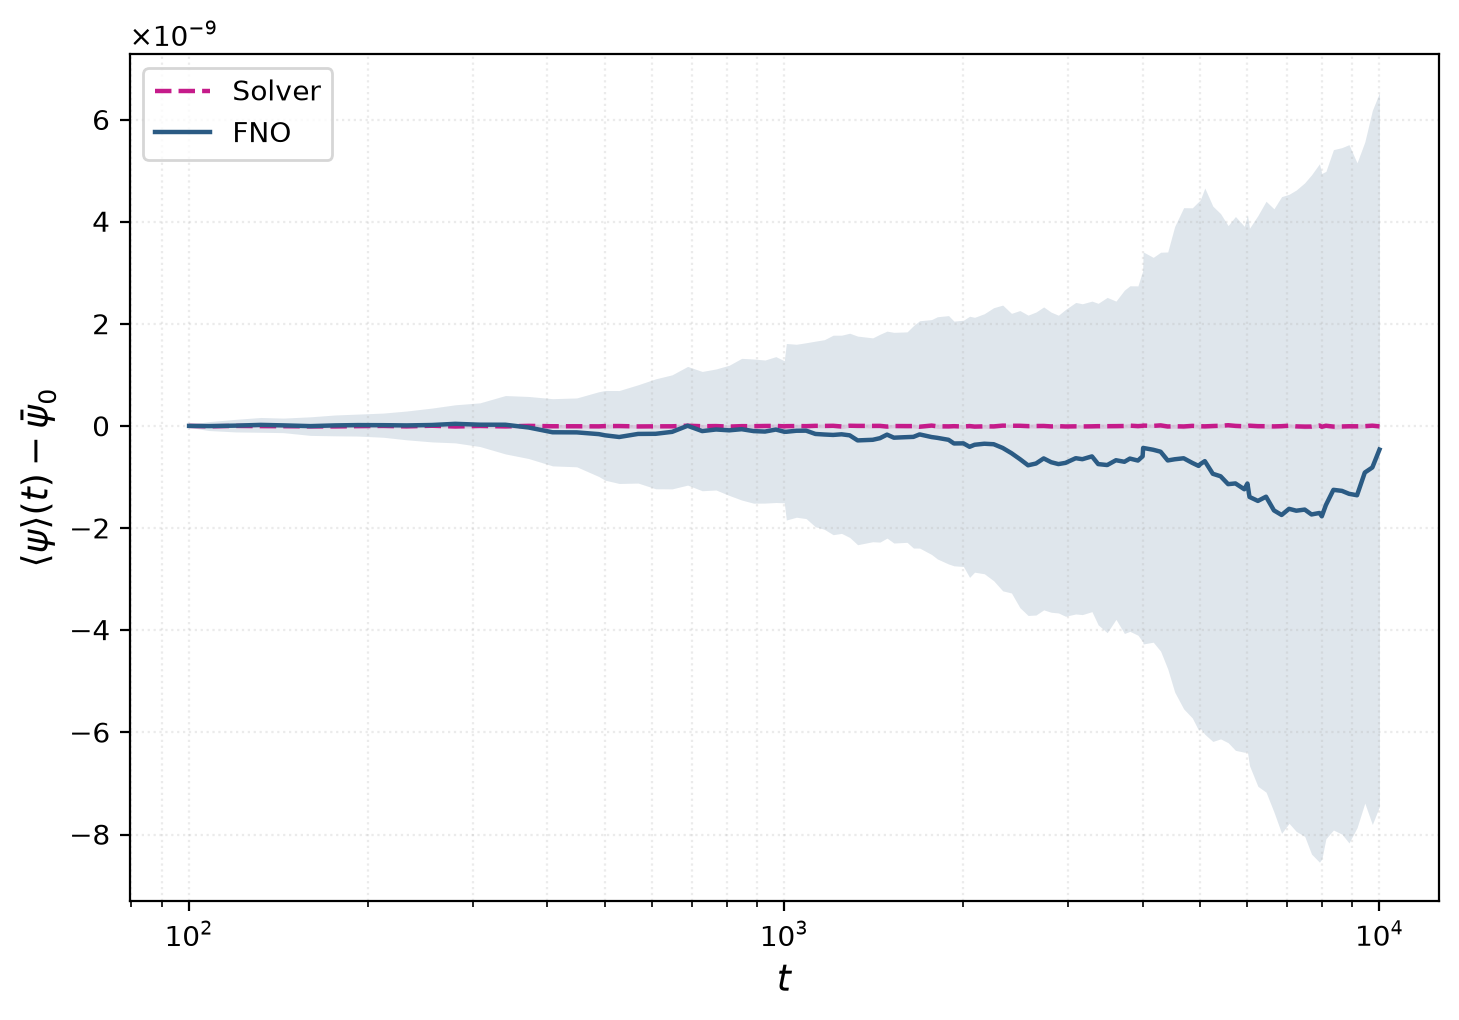 ×10⁻⁹
Solver
FNO
6
4
2
0
−2
−4
−6
−8
⟨ψ⟩(t) − ψ̄₀
10² 10³ 10⁴
t